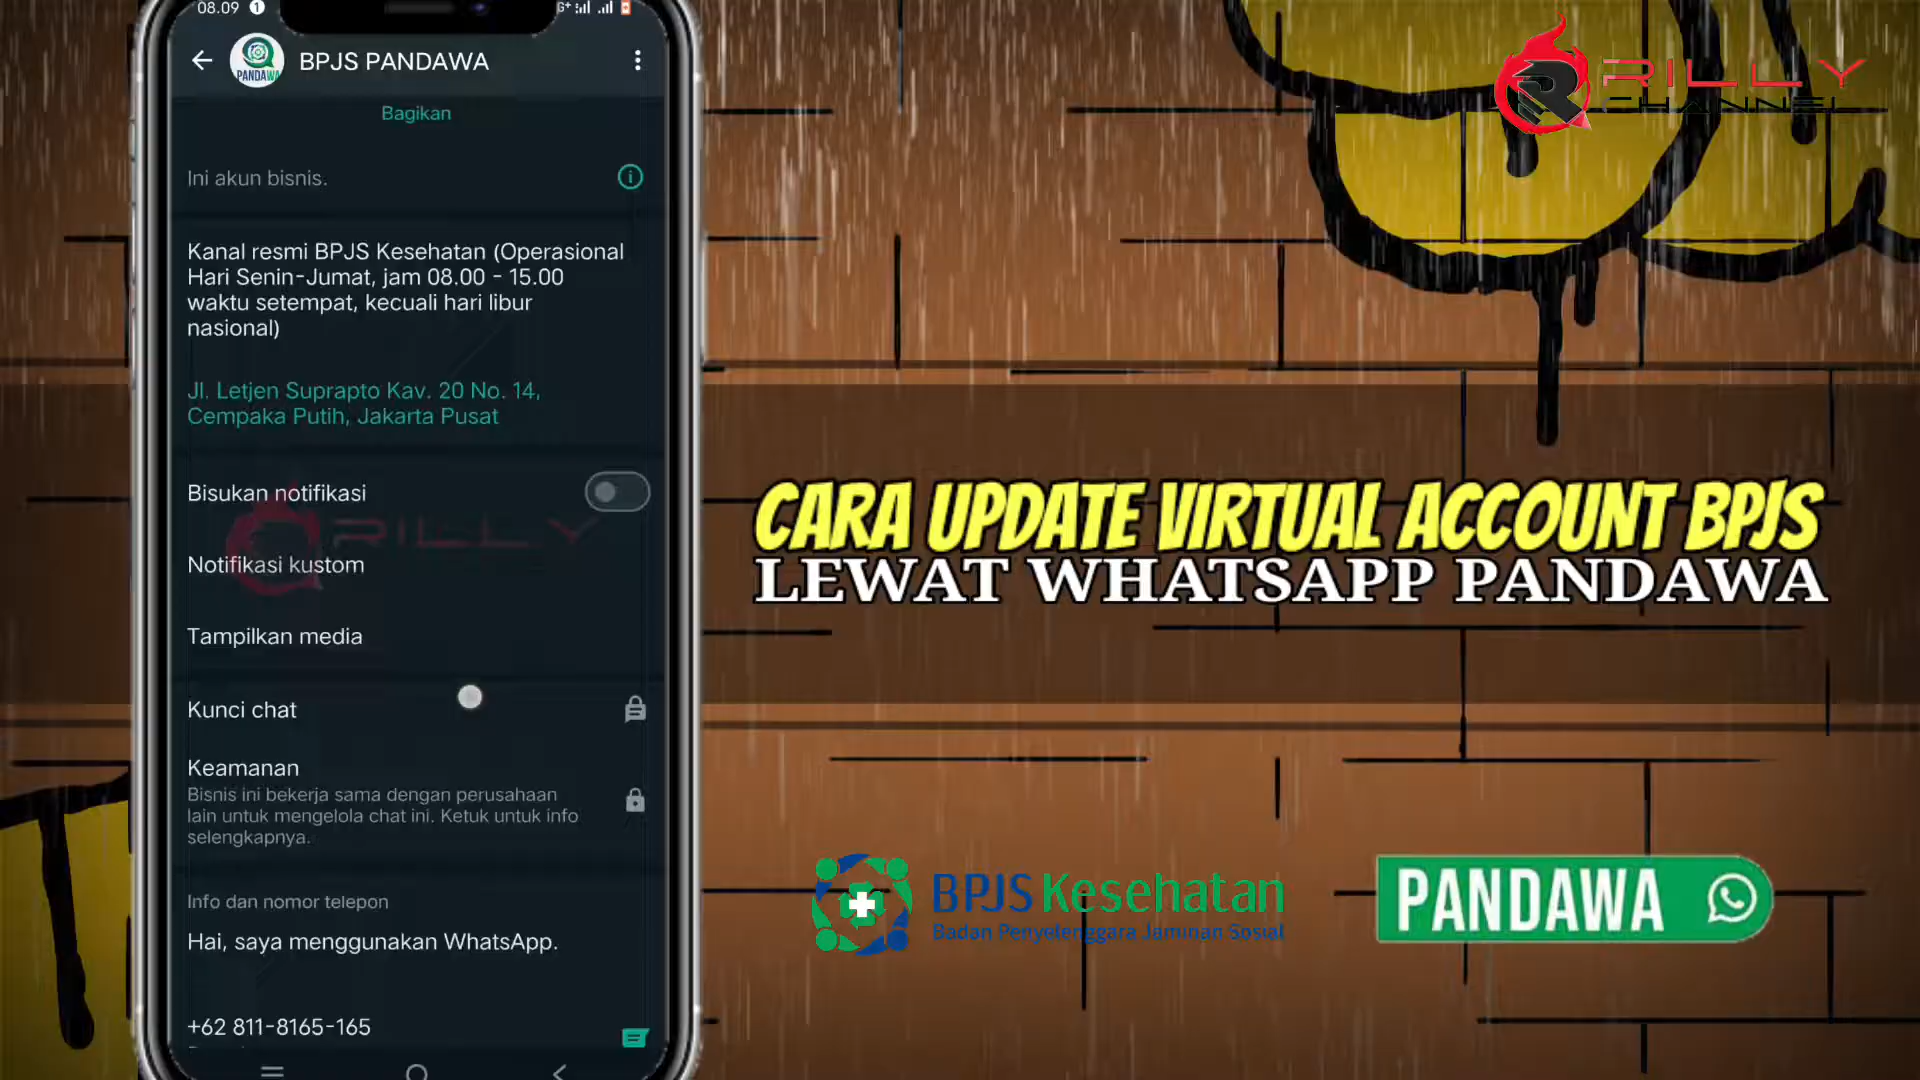 08.09 1
G+
BPJS PANDAWA
PANDAWA
Bagikan
Ini akun bisnis.
Kanal resmi BPJS Kesehatan (Operasional
Hari Senin-Jumat, jam 08.00 - 15.00
waktu setempat, kecuali hari libur
nasional)
Jl. Letjen Suprapto Kav. 20 No. 14,
Cempaka Putih, Jakarta Pusat
Bisukan notifikasi
RILLY
Notifikasi kustom
Tampilkan media
Kunci chat
Keamanan
Bisnis ini bekerja sama dengan perusahaan
lain untuk mengelola chat ini. Ketuk untuk info
selengkapnya.
Info dan nomor telepon
Hai, saya menggunakan WhatsApp.
+62 811-8165-165
RILLY
CHANNEL
CARA UPDATE VIRTUAL ACCOUNT BPJS
LEWAT WHATSAPP PANDAWA
BPJS Kesehatan
Badan Penyelenggara Jaminan Sosial
PANDAWA